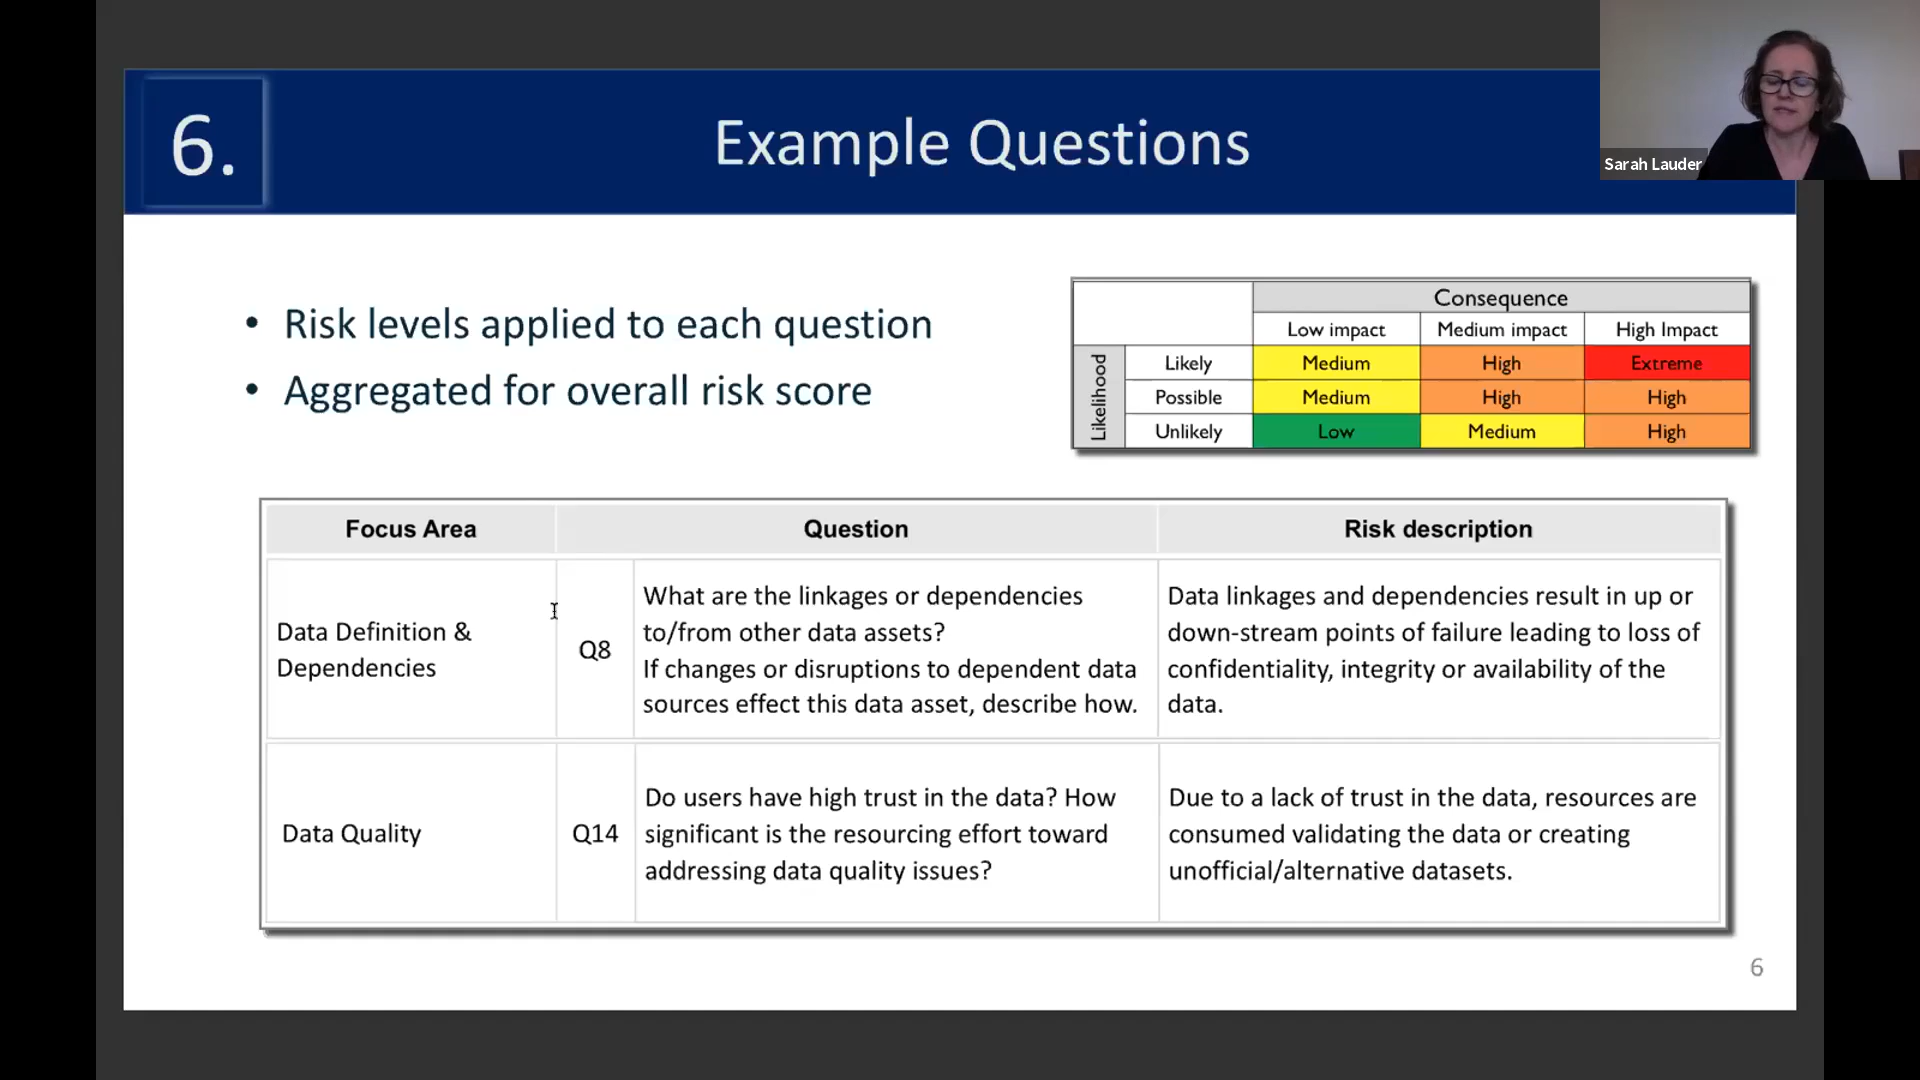 6.
Example Questions
Sarah Lauder
• Risk levels applied to each question
• Aggregated for overall risk score
Consequence
Low impact Medium impact High Impact
Likelihood
Likely Medium High Extreme
Possible Medium High High
Unlikely Low Medium High
Focus Area Question Risk description
Data Definition &
Dependencies
Q8
What are the linkages or dependencies
to/from other data assets?
If changes or disruptions to dependent data
sources effect this data asset, describe how.
Data linkages and dependencies result in up or
down-stream points of failure leading to loss of
confidentiality, integrity or availability of the
data.
Data Quality
Q14
Do users have high trust in the data? How
significant is the resourcing effort toward
addressing data quality issues?
Due to a lack of trust in the data, resources are
consumed validating the data or creating
unofficial/alternative datasets.
6